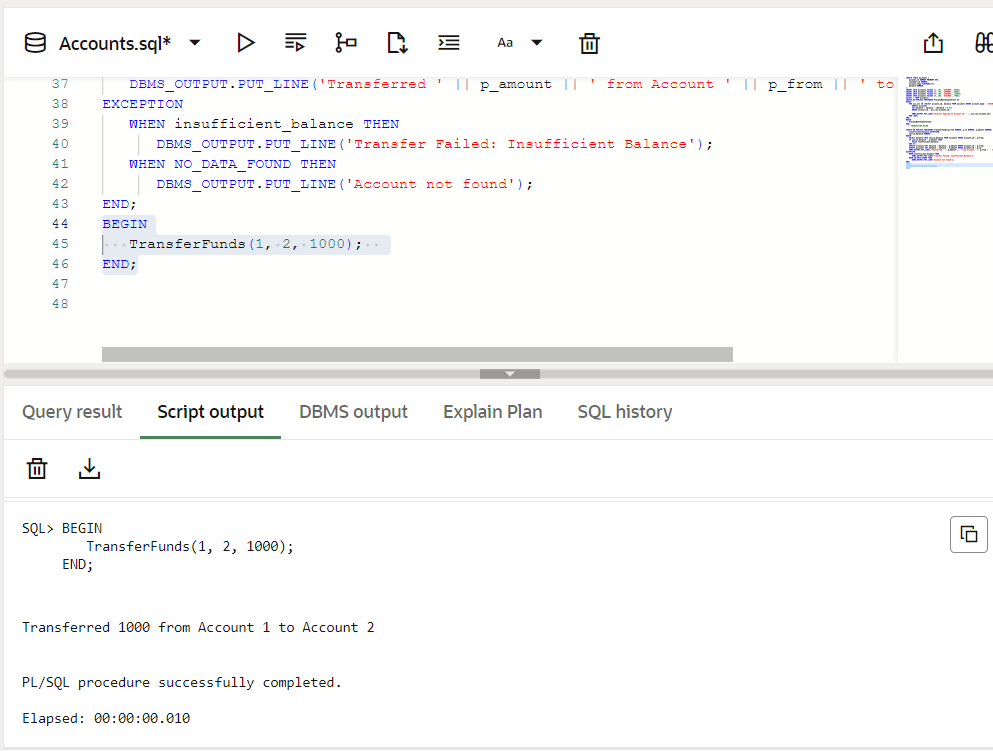 Accounts.sql*
Aa
37 DBMS_OUTPUT.PUT_LINE('Transferred ' || p_amount || ' from Account ' || p_from || ' to
38 EXCEPTION
39 WHEN insufficient_balance THEN
40 DBMS_OUTPUT.PUT_LINE('Transfer Failed: Insufficient Balance');
41 WHEN NO_DATA_FOUND THEN
42 DBMS_OUTPUT.PUT_LINE('Account not found');
43 END;
44 BEGIN
45 TransferFunds(1, 2, 1000);
46 END;
47
48
Query result Script output DBMS output Explain Plan SQL history
SQL> BEGIN
TransferFunds(1, 2, 1000);
END;
Transferred 1000 from Account 1 to Account 2
PL/SQL procedure successfully completed.
Elapsed: 00:00:00.010